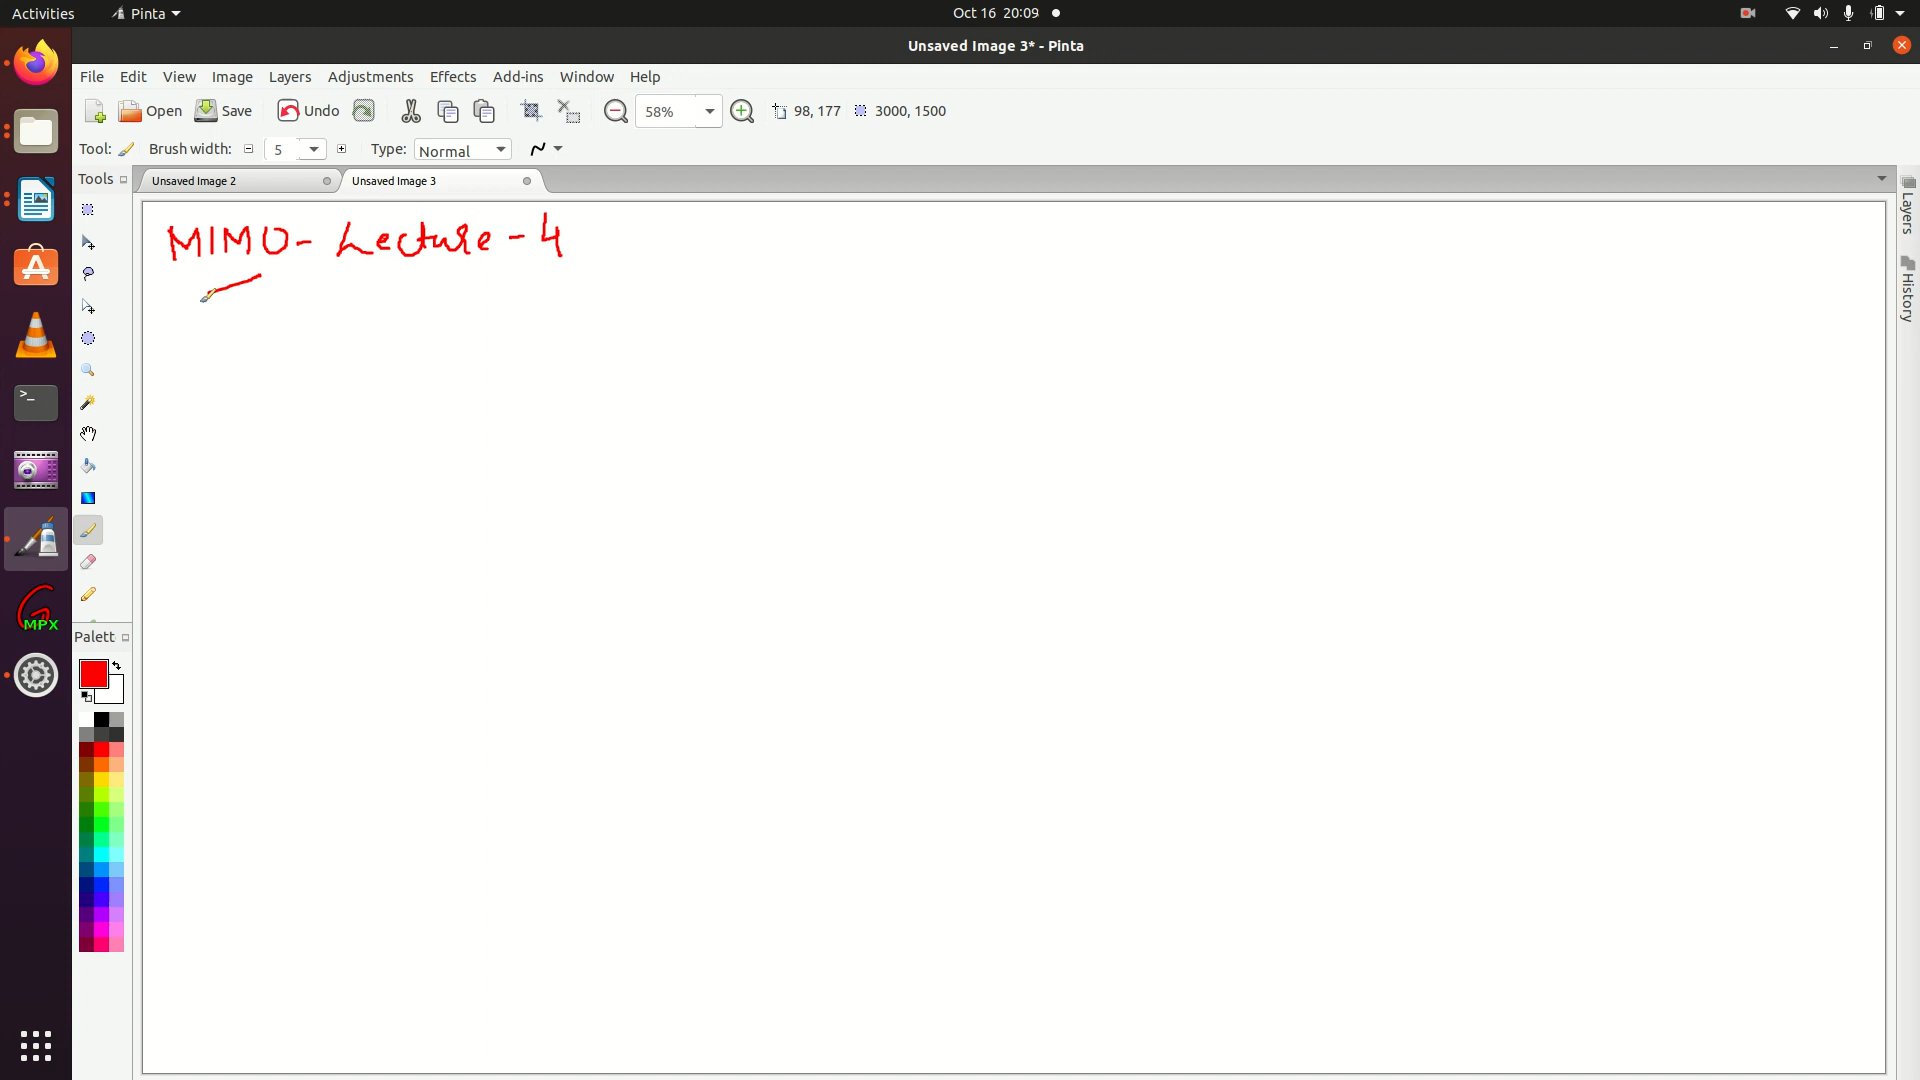 Activities Pinta Oct 16 20:09
Unsaved Image 3* - Pinta
File Edit View Image Layers Adjustments Effects Add-ins Window Help
Open Save Undo 58% 98, 177 3000, 1500
Tool: Brush width: 5 Type: Normal
Tools Unsaved Image 2 Unsaved Image 3
Layers
History
MIMO- Lecture - 4
>_
MPX
Palett